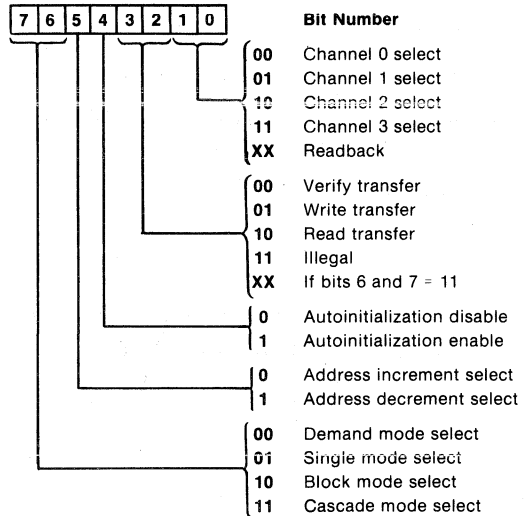 7 6 5 4 3 2 1 0 Bit Number
00 Channel 0 select
01 Channel 1 select
10 Channel 2 select
11 Channel 3 select
XX Readback
00 Verify transfer
01 Write transfer
10 Read transfer
11 Illegal
XX If bits 6 and 7 = 11
0 Autoinitialization disable
1 Autoinitialization enable
0 Address increment select
1 Address decrement select
00 Demand mode select
01 Single mode select
10 Block mode select
11 Cascade mode select